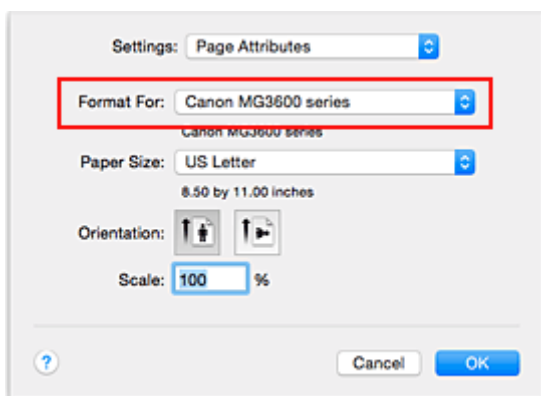 Settings: Page Attributes
Format For: Canon MG3600 series
Canon MG3600 series
Paper Size: US Letter
8.50 by 11.00 inches
Orientation:
Scale: 100 %
? Cancel OK